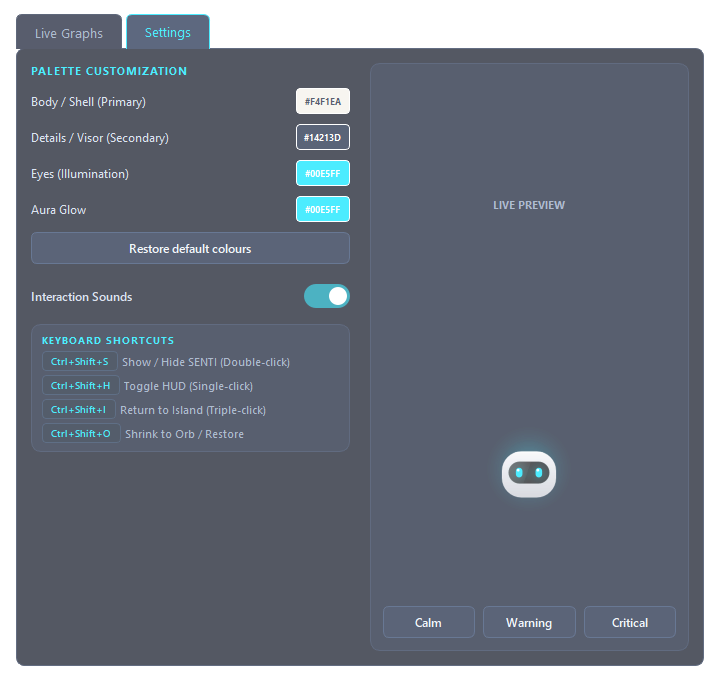 Live Graphs
Settings
PALETTE CUSTOMIZATION
Body / Shell (Primary)
#F4F1EA
Details / Visor (Secondary)
#14213D
Eyes (Illumination)
#00E5FF
Aura Glow
#00E5FF
Restore default colours
Interaction Sounds
KEYBOARD SHORTCUTS
Ctrl+Shift+S Show / Hide SENTI (Double-click)
Ctrl+Shift+H Toggle HUD (Single-click)
Ctrl+Shift+I Return to Island (Triple-click)
Ctrl+Shift+O Shrink to Orb / Restore
LIVE PREVIEW
Calm
Warning
Critical